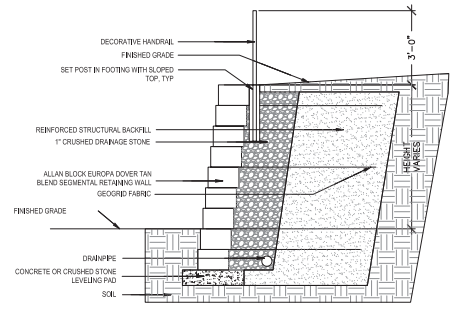 DECORATIVE HANDRAIL
FINISHED GRADE
SET POST IN FOOTING WITH SLOPED
TOP, TYP
3'-0"
REINFORCED STRUCTURAL BACKFILL
1" CRUSHED DRAINAGE STONE
HEIGHT
VARIES
ALLAN BLOCK EUROPA DOVER TAN
BLEND SEGMENTAL RETAINING WALL
GEOGRID FABRIC
FINISHED GRADE
DRAINPIPE
CONCRETE OR CRUSHED STONE
LEVELING PAD
SOIL